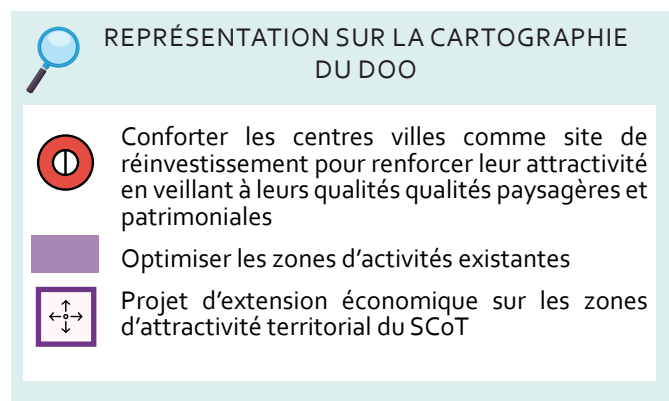 REPRÉSENTATION SUR LA CARTOGRAPHIE
DU DOO
Conforter les centres villes comme site de
réinvestissement pour renforcer leur attractivité
en veillant à leurs qualités qualités paysagères et
patrimoniales
Optimiser les zones d'activités existantes
Projet d'extension économique sur les zones
d'attractivité territorial du SCoT